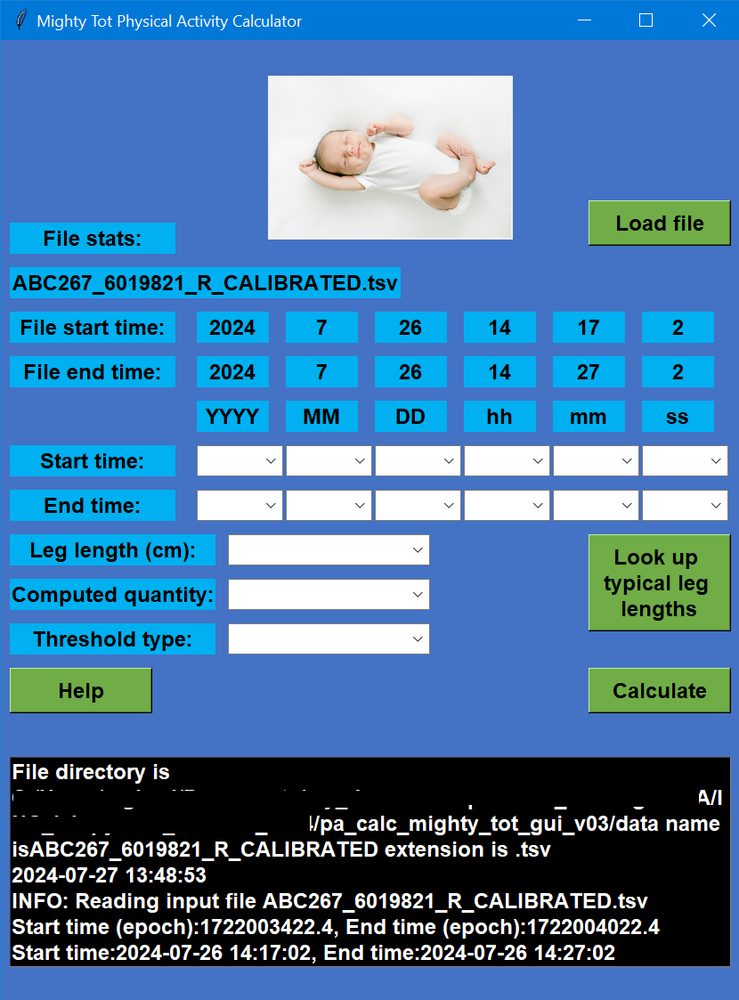 Mighty Tot Physical Activity Calculator
Load file
File stats:
ABC267_6019821_R_CALIBRATED.tsv
File start time: 2024 7 26 14 17 2
File end time: 2024 7 26 14 27 2
YYYY MM DD hh mm ss
Start time:
End time:
Leg length (cm):
Look up
typical leg
lengths
Computed quantity:
Threshold type:
Help
Calculate
File directory is
A/I
/pa_calc_mighty_tot_gui_v03/data name
isABC267_6019821_R_CALIBRATED extension is .tsv
2024-07-27 13:48:53
INFO: Reading input file ABC267_6019821_R_CALIBRATED.tsv
Start time (epoch):1722003422.4, End time (epoch):1722004022.4
Start time:2024-07-26 14:17:02, End time:2024-07-26 14:27:02